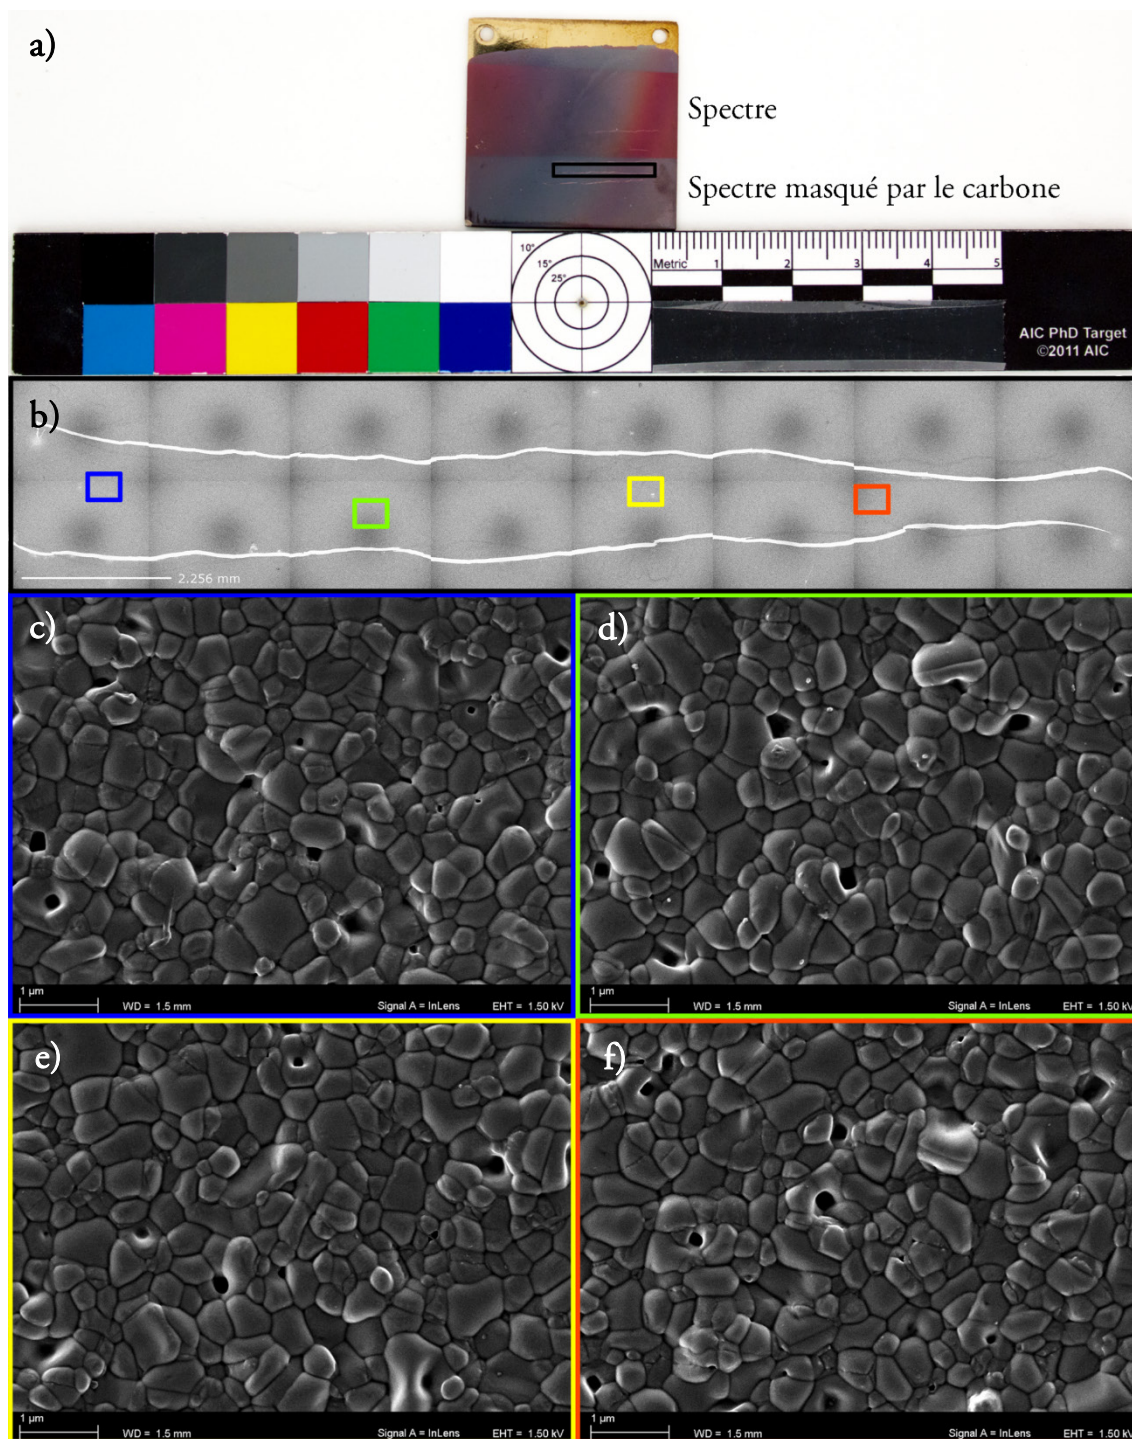 a)
Spectre
Spectre masqué par le carbone
10°
15°
25°
Metric 1 2 3 4 5
AIC PhD Target
©2011 AIC
b)
2.256 mm
c)
1 µm
WD = 1.5 mm Signal A = InLens EHT = 1.50 kV
d)
1 µm
WD = 1.5 mm Signal A = InLens EHT = 1.50 kV
e)
1 µm
WD = 1.5 mm Signal A = InLens EHT = 1.50 kV
f)
1 µm
WD = 1.5 mm Signal A = InLens EHT = 1.50 kV